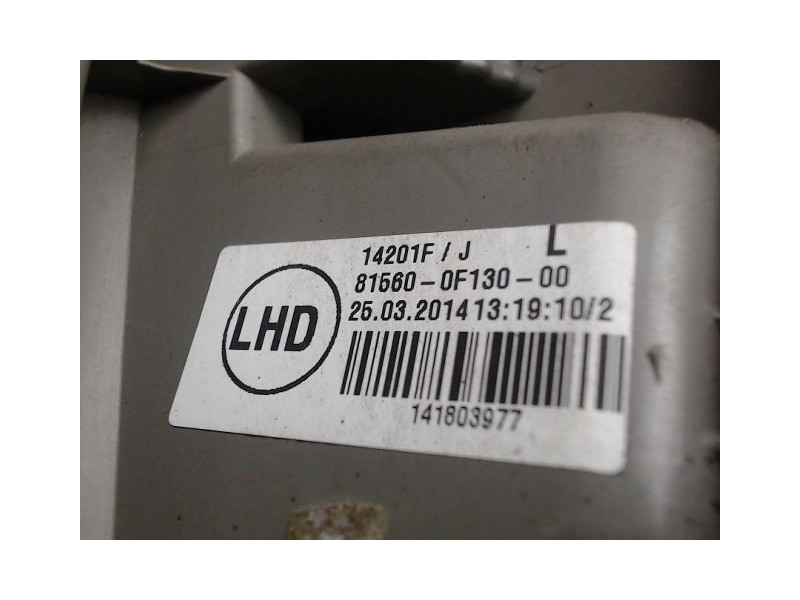 14201F / J L
81560-0F130-00
LHD
25.03.2014 13:19:10/2
141803977